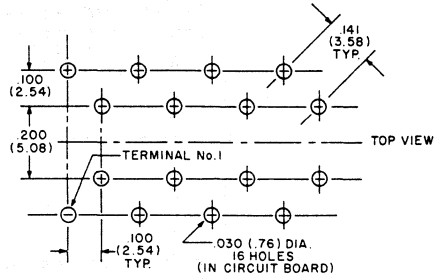 .141
(3.58)
TYP.
.100
(2.54)
.200
(5.08)
TOP VIEW
TERMINAL No.1
.100
(2.54)
TYP.
.030 (.76) DIA.
16 HOLES
(IN CIRCUIT BOARD)